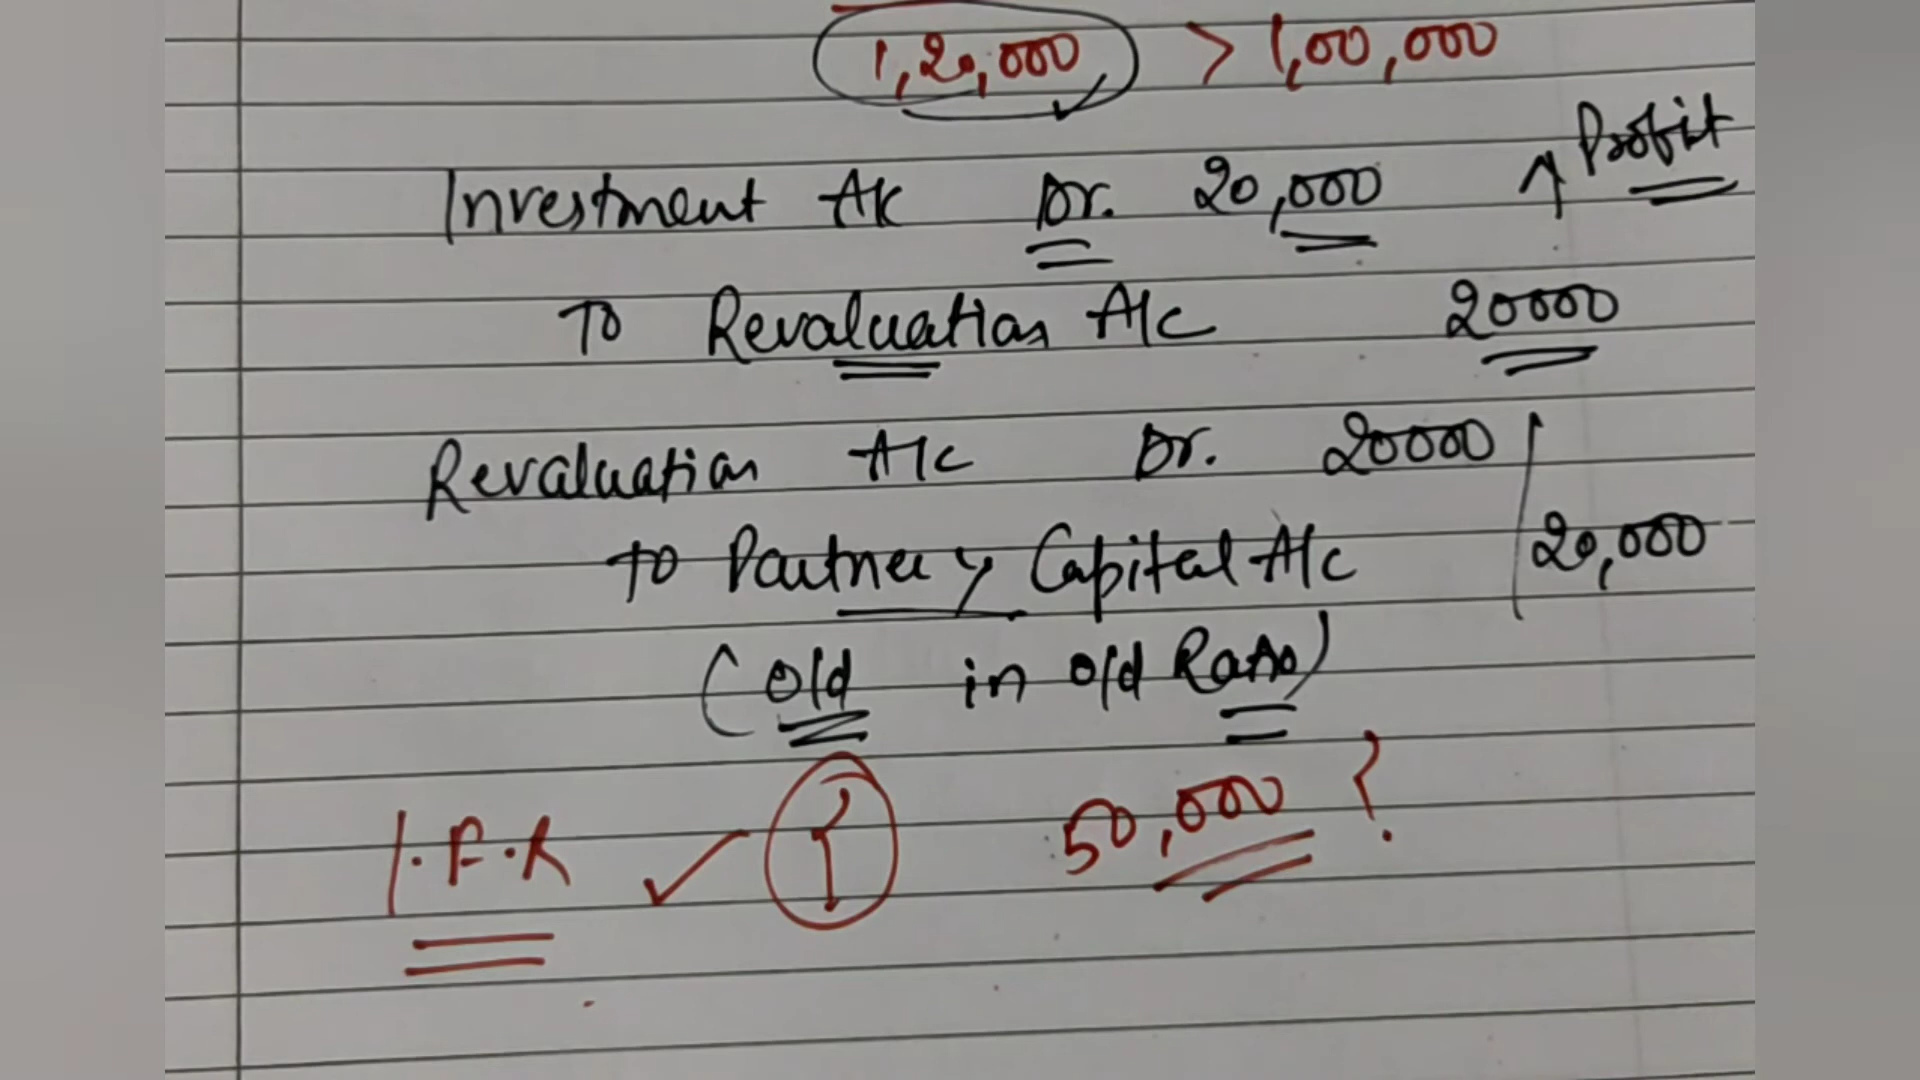 1,20,000 > 1,00,000
Investment A/c Dr. 20,000 ↑ Profit
To Revaluation A/c 20000
Revaluation A/c Dr. 20000
To Partners Capital A/c 20,000
(old in old Ratio)
I.F.R ✓ 50,000 ?